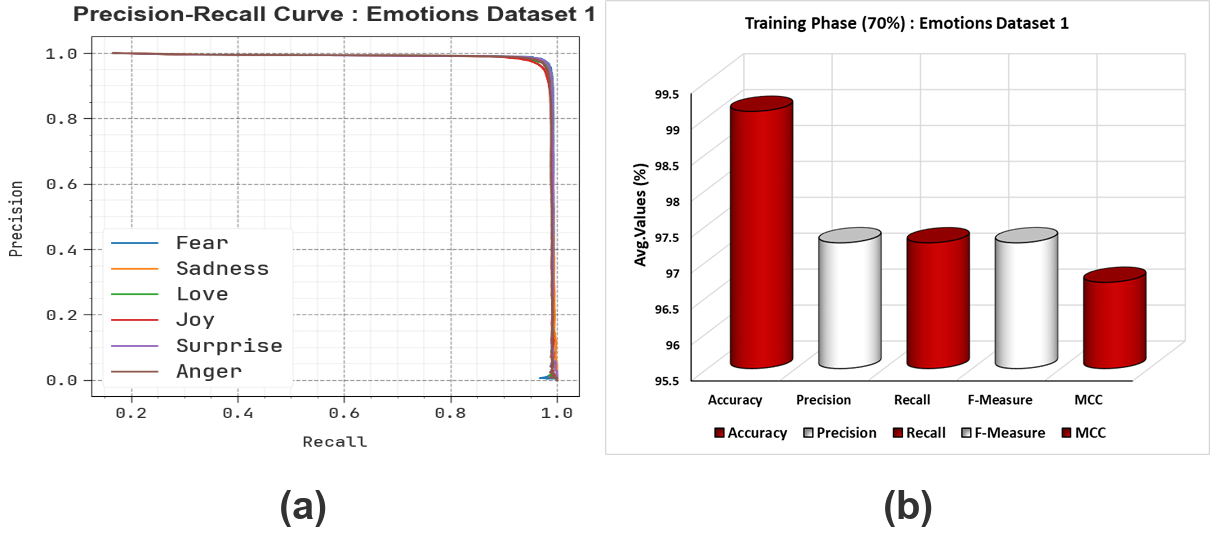 Precision-Recall Curve : Emotions Dataset 1
1.0
0.8
0.6
0.4
0.2
0.0
Precision
Fear
Sadness
Love
Joy
Surprise
Anger
0.2 0.4 0.6 0.8 1.0
Recall
(a)
Training Phase (70%) : Emotions Dataset 1
99.5
99
98.5
98
97.5
97
96.5
96
95.5
Avg.Values (%)
Accuracy Precision Recall F-Measure MCC
Accuracy Precision Recall F-Measure MCC
(b)